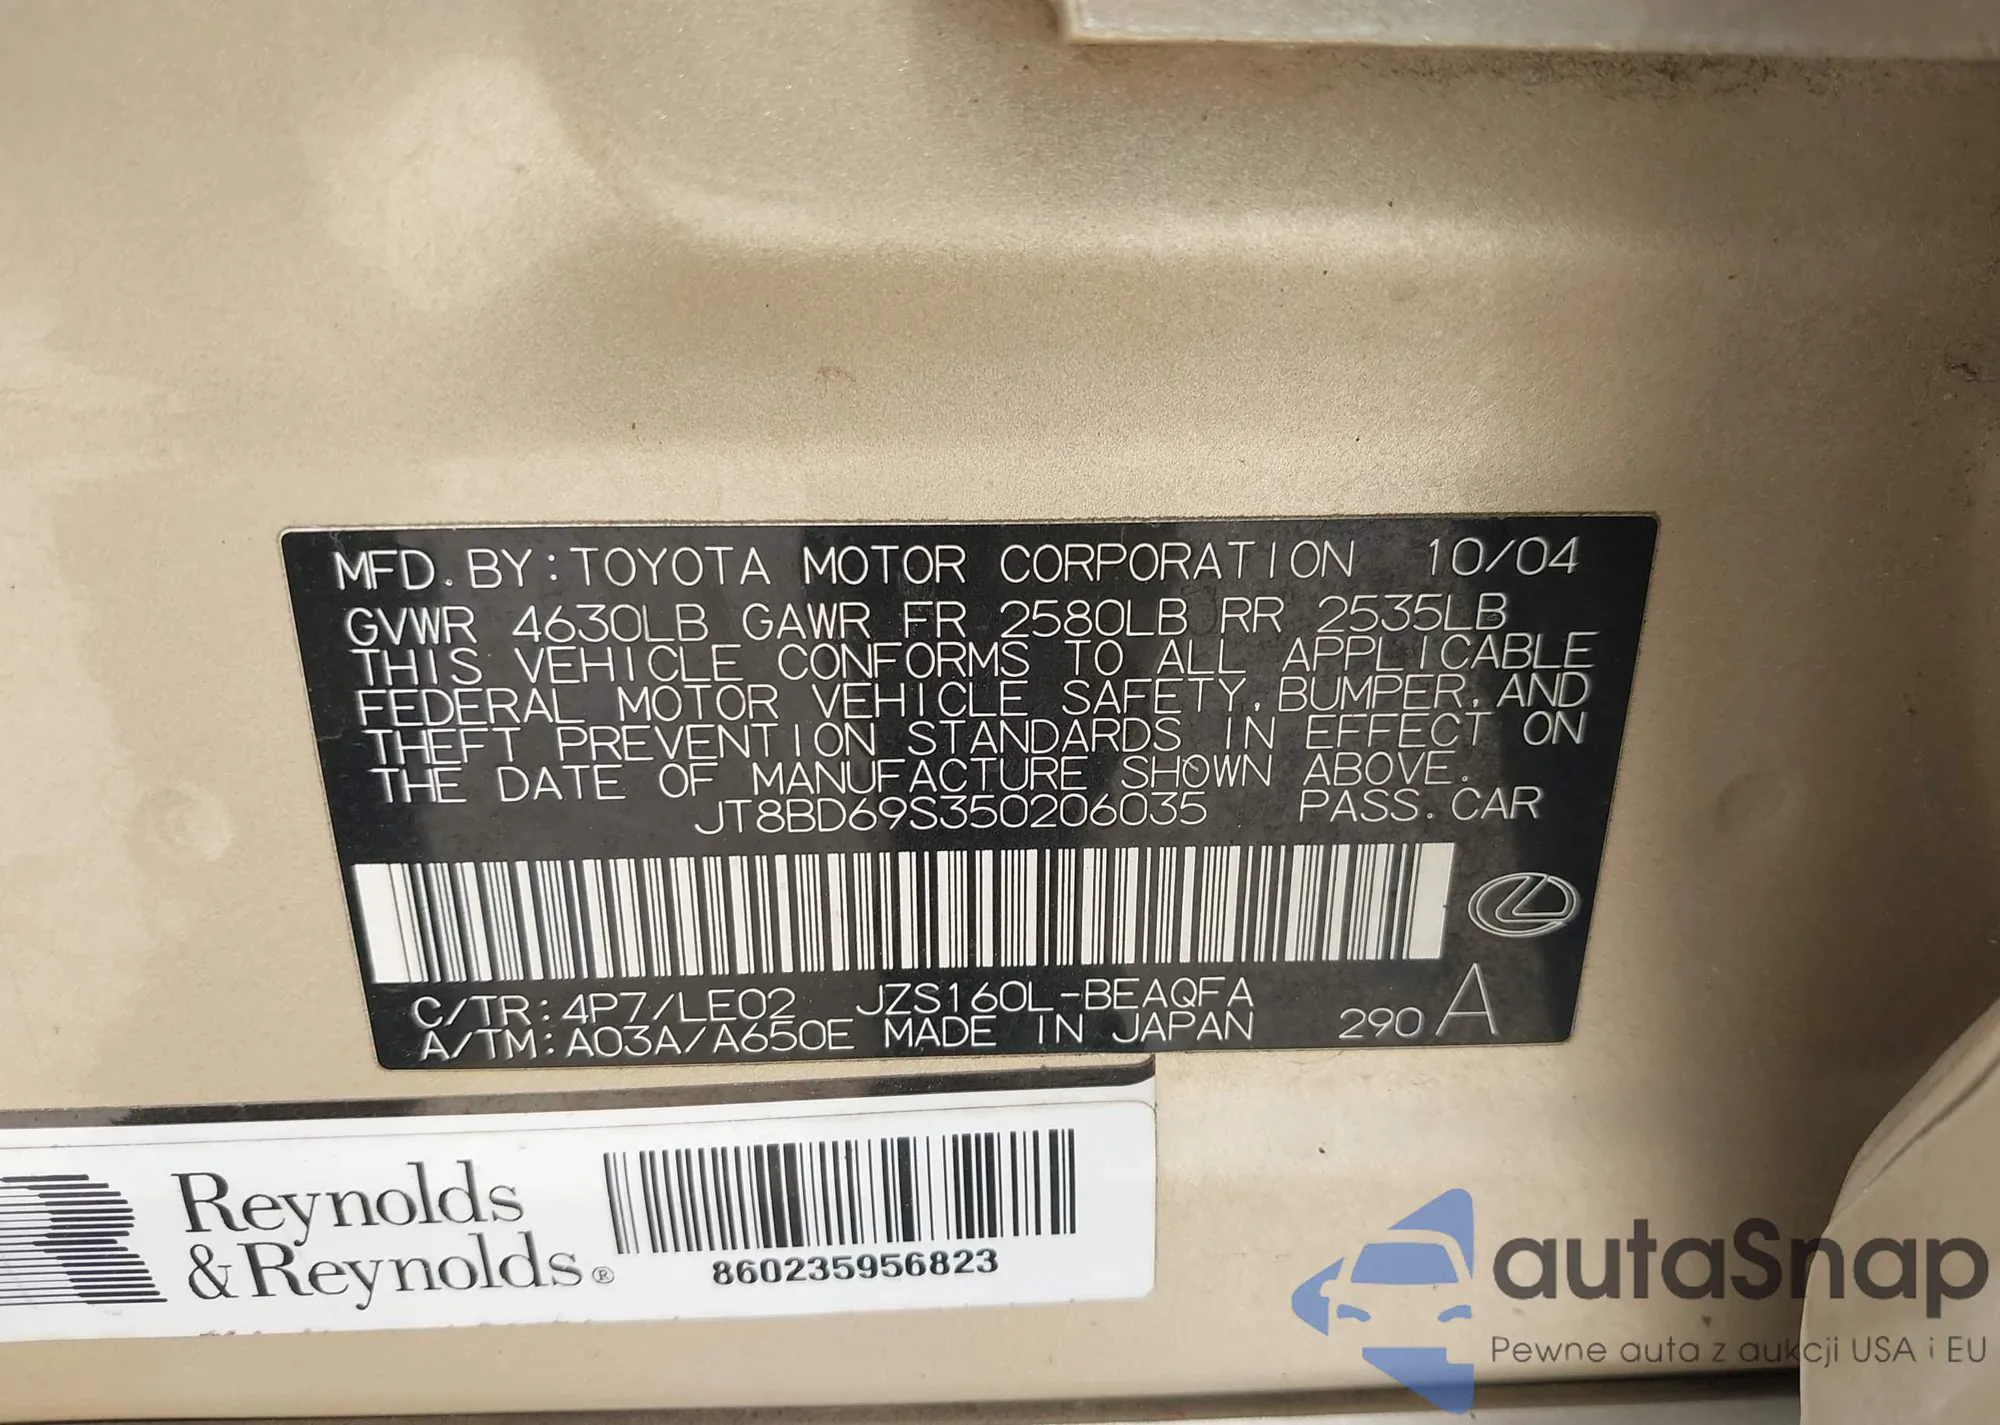 MFD. BY: TOYOTA MOTOR CORPORATION 10/04
GVWR 4630LB GAWR FR 2580LB RR 2535LB
THIS VEHICLE CONFORMS TO ALL APPLICABLE
FEDERAL MOTOR VEHICLE SAFETY, BUMPER, AND
THEFT PREVENTION STANDARDS IN EFFECT ON
THE DATE OF MANUFACTURE SHOWN ABOVE.
JT8BD69S350206035 PASS. CAR
C/TR: 4P7/LE02 JZS160L-BEAQFA
A/TM: A03A/A650E MADE IN JAPAN 290 A
Reynolds
&Reynolds®
860235956823
autaSnap
Pewne auta z aukcji USA i EU